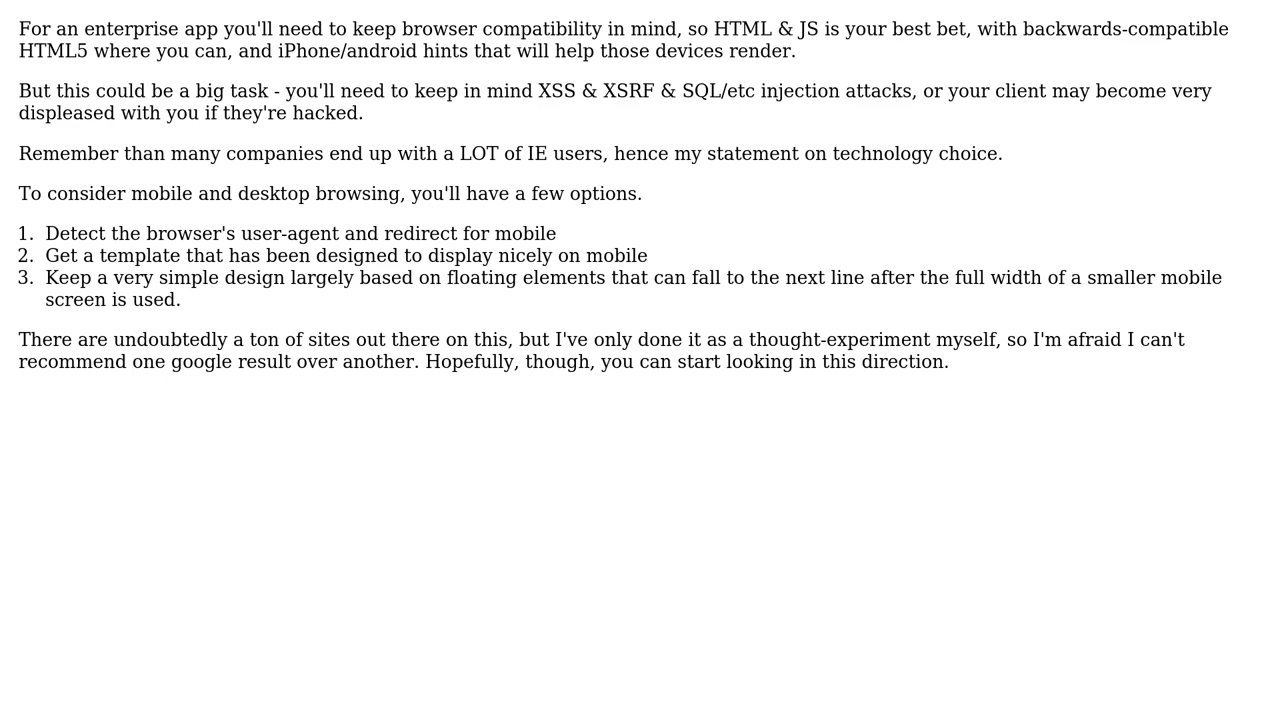 For an enterprise app you'll need to keep browser compatibility in mind, so HTML & JS is your best bet, with backwards-compatible
HTML5 where you can, and iPhone/android hints that will help those devices render.
But this could be a big task - you'll need to keep in mind XSS & XSRF & SQL/etc injection attacks, or your client may become very
displeased with you if they're hacked.
Remember than many companies end up with a LOT of IE users, hence my statement on technology choice.
To consider mobile and desktop browsing, you'll have a few options.
1. Detect the browser's user-agent and redirect for mobile
2. Get a template that has been designed to display nicely on mobile
3. Keep a very simple design largely based on floating elements that can fall to the next line after the full width of a smaller mobile
screen is used.
There are undoubtedly a ton of sites out there on this, but I've only done it as a thought-experiment myself, so I'm afraid I can't
recommend one google result over another. Hopefully, though, you can start looking in this direction.